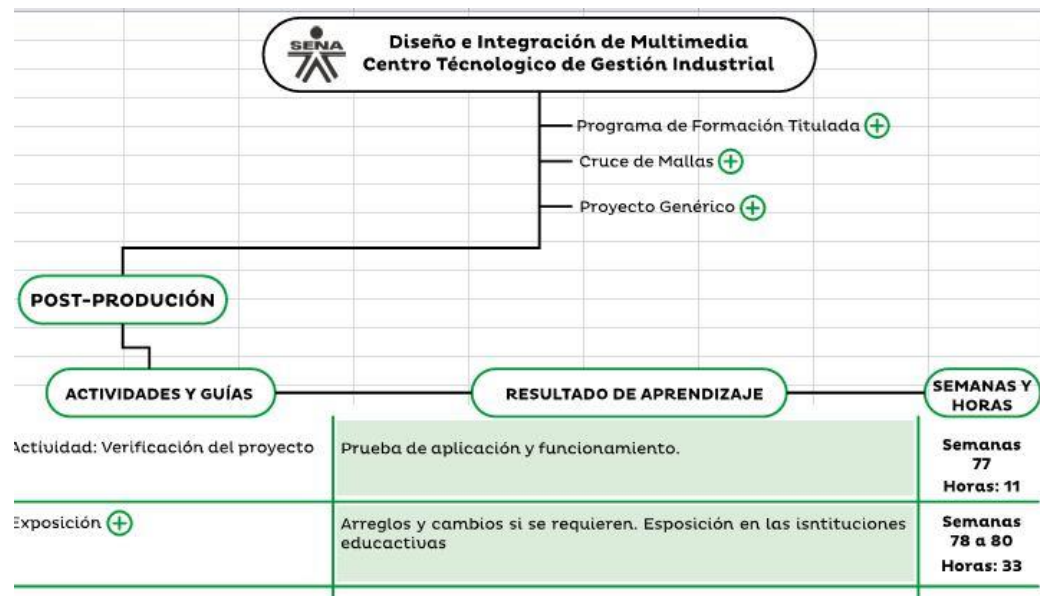 SENA
Diseño e Integración de Multimedia
Centro Técnologico de Gestión Industrial
Programa de Formación Titulada
Cruce de Mallas
Proyecto Genérico
POST-PRODUCIÓN
ACTIVIDADES Y GUÍAS
RESULTADO DE APRENDIZAJE
SEMANAS Y
HORAS
Actividad: Verificación del proyecto
Prueba de aplicación y funcionamiento.
Semanas
77
Horas: 11
Exposición
Arreglos y cambios si se requieren. Esposición en las isntituciones
educactivas
Semanas
78 a 80
Horas: 33